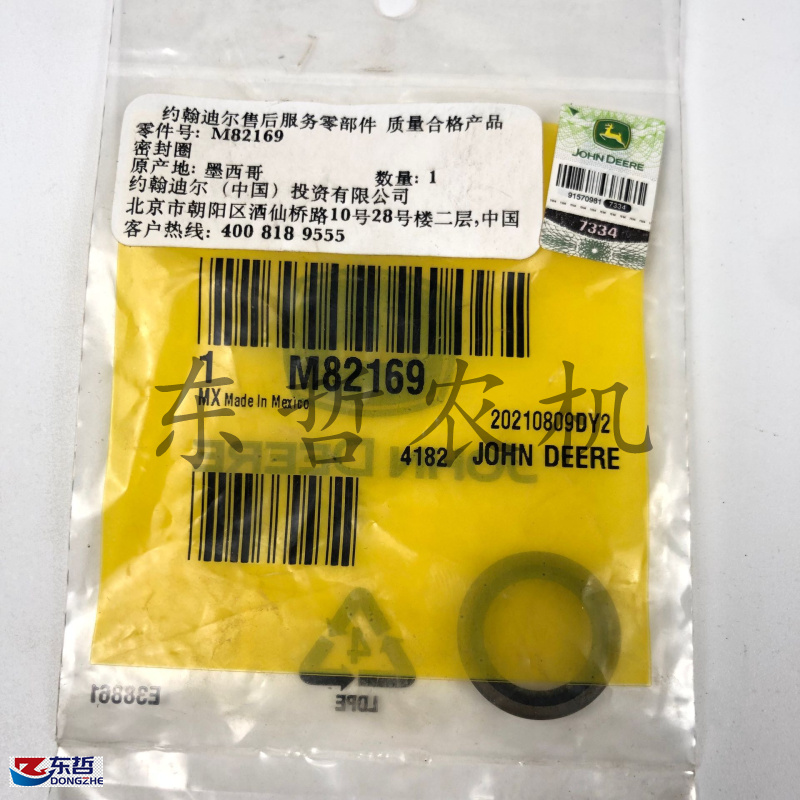 约翰迪尔售后服务零部件 质量合格产品
零件号: M82169
密封圈
原产地: 墨西哥 数量: 1
约翰迪尔（中国）投资有限公司
北京市朝阳区酒仙桥路10号28号楼二层,中国
客户热线: 400 818 9555
JOHN DEERE
91570981 7334
7334
1 M82169
MX Made In Mexico
东哲农机
20210809DY2
4182 JOHN DEERE
JOHN DEERE
4
LDPE
E38861
东哲
DONGZHE